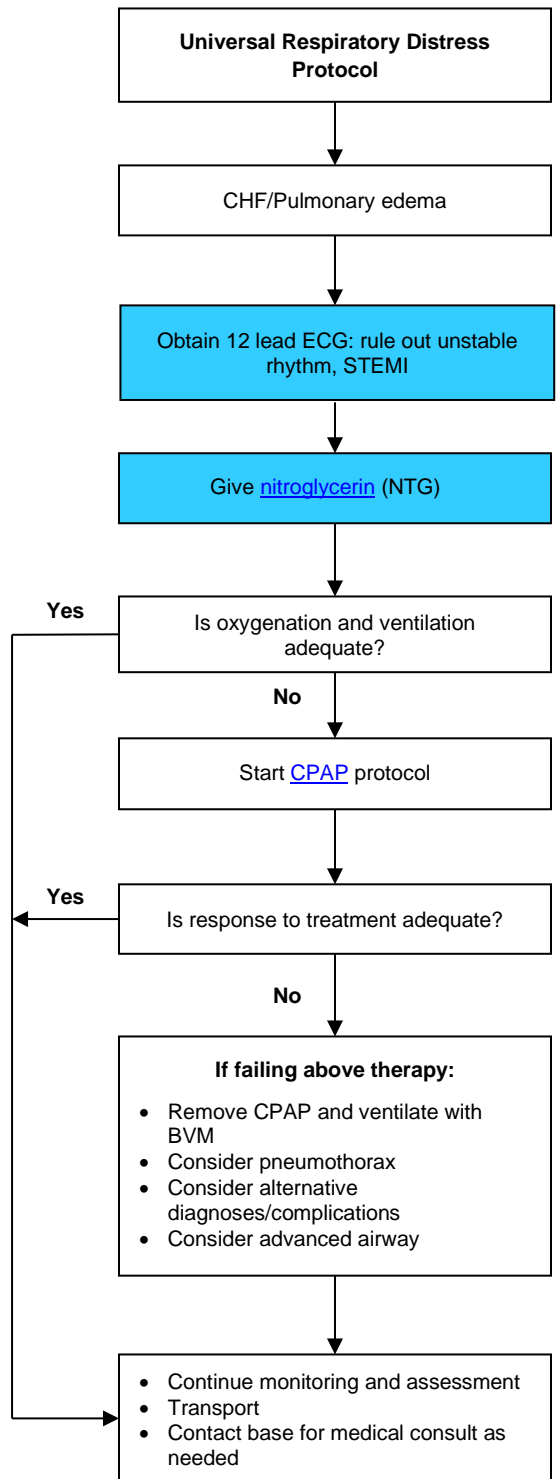 Universal Respiratory Distress
Protocol
CHF/Pulmonary edema
Obtain 12 lead ECG: rule out unstable
rhythm, STEMI
Give nitroglycerin (NTG)
Yes
Is oxygenation and ventilation
adequate?
No
Start CPAP protocol
Yes
Is response to treatment adequate?
No
If failing above therapy:
• Remove CPAP and ventilate with
BVM
• Consider pneumothorax
• Consider alternative
diagnoses/complications
• Consider advanced airway
• Continue monitoring and assessment
• Transport
• Contact base for medical consult as
needed